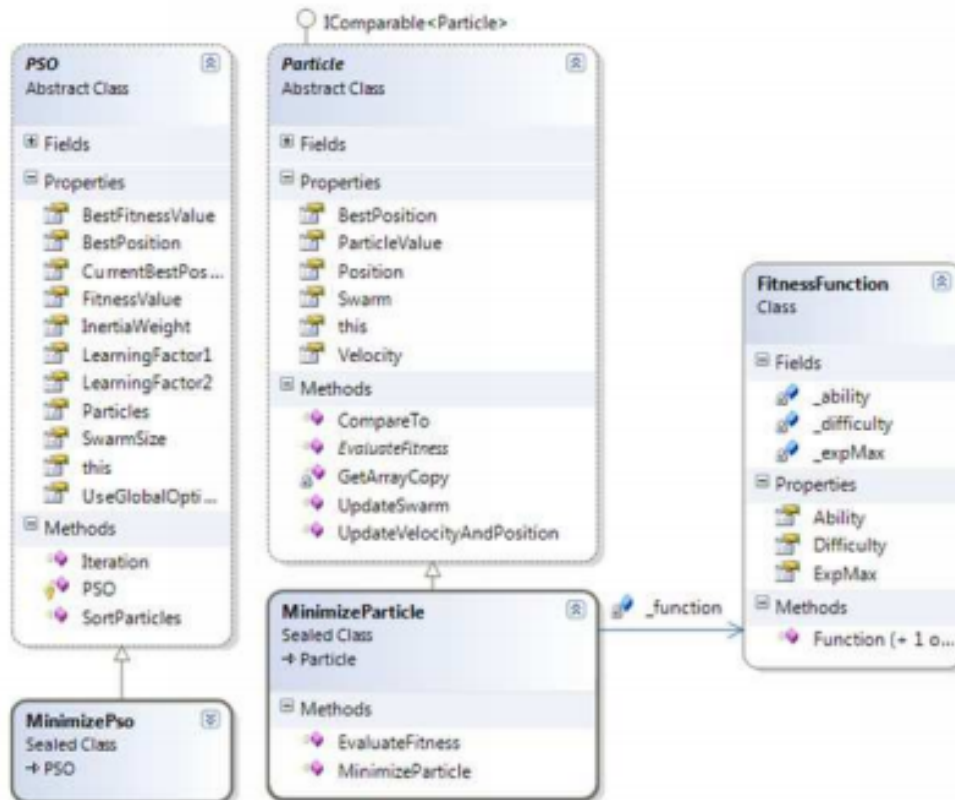 IComparable<Particle>
PSO
Abstract Class
Fields
Properties
BestFitnessValue
BestPosition
CurrentBestPos...
FitnessValue
InertiaWeight
LearningFactor1
LearningFactor2
Particles
SwarmSize
this
UseGlobalOpti...
Methods
Iteration
PSO
SortParticles
MinimizePso
Sealed Class
PSO
Particle
Abstract Class
Fields
Properties
BestPosition
ParticleValue
Position
Swarm
this
Velocity
Methods
CompareTo
EvaluateFitness
GetArrayCopy
UpdateSwarm
UpdateVelocityAndPosition
MinimizeParticle
Sealed Class
Particle
Methods
EvaluateFitness
MinimizeParticle
_function
FitnessFunction
Class
Fields
_ability
_difficulty
_expMax
Properties
Ability
Difficulty
ExpMax
Methods
Function (+ 1 o...